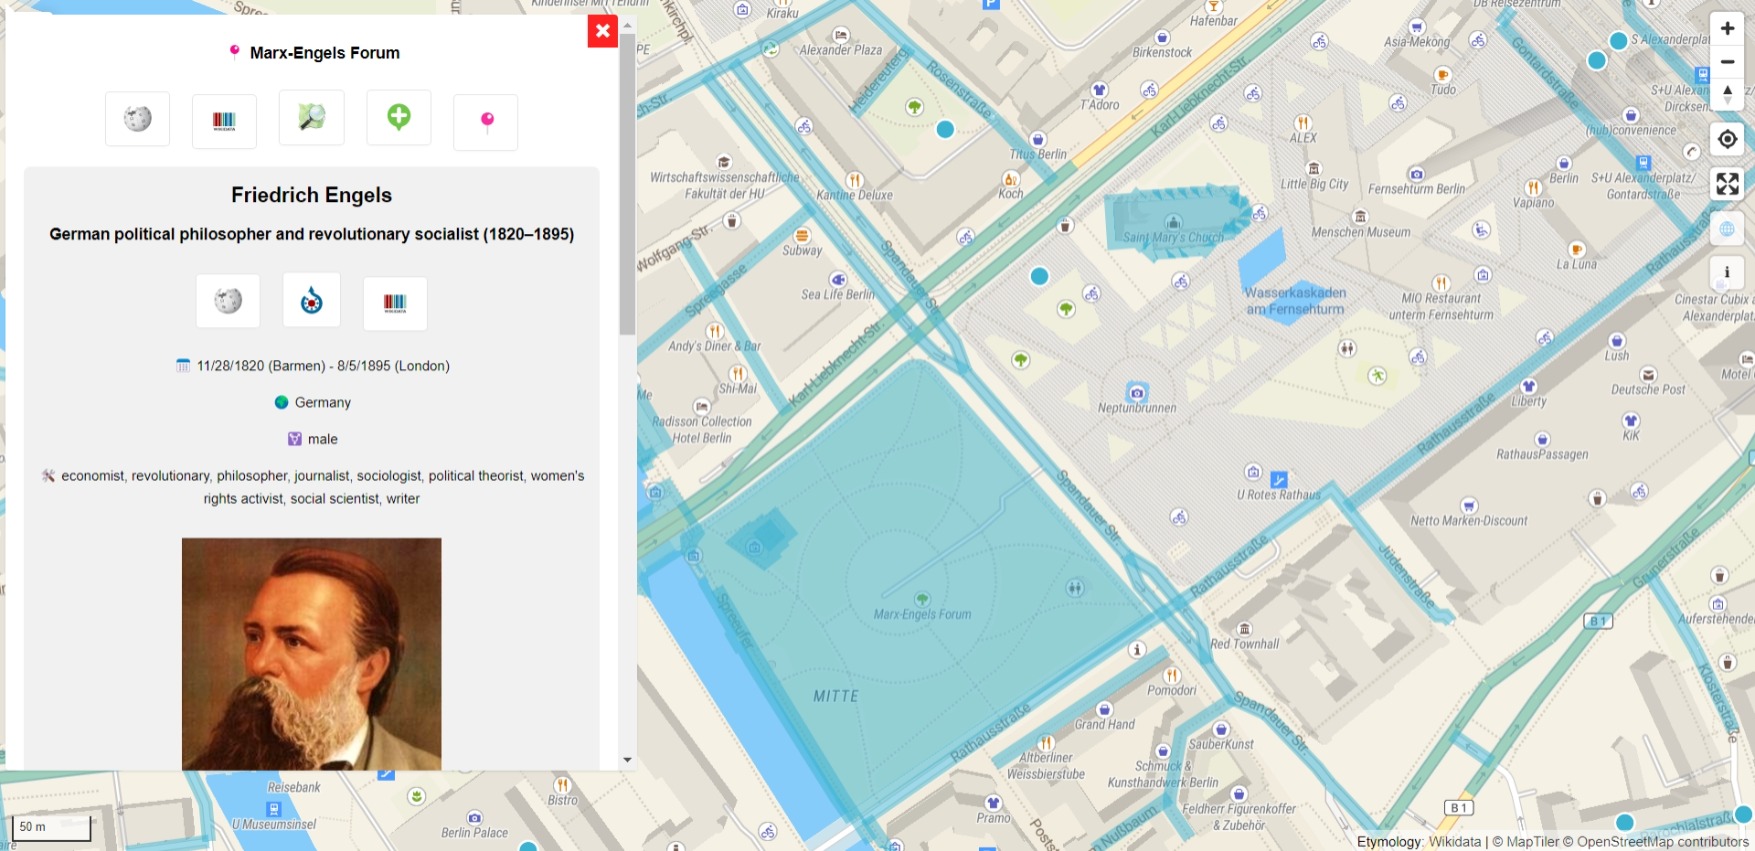 Marx-Engels Forum
WIKIDATA
Friedrich Engels
German political philosopher and revolutionary socialist (1820–1895)
WIKIDATA
11/28/1820 (Barmen) - 8/5/1895 (London)
Germany
male
economist, revolutionary, philosopher, journalist, sociologist, political theorist, women's
rights activist, social scientist, writer
Reisebank
U Museumsinsel
Berlin Palace
Bistro
50 m
Kiraku
Alexander Plaza
Heidereuterg
Rosenstraße
Hafenbar
Birkenstock
T'Adoro
Karl-Liebknecht-Str.
Titus Berlin
Koch
Wirtschaftswissenschaftliche
Fakultät der HU
Kantine Deluxe
Subway
Sea Life Berlin
Wolfgang-Str.
Spreegasse
Spandauer Str.
Andy's Diner & Bar
Shi-Mai
Radisson Collection
Hotel Berlin
Karl-Liebknecht-Str.
Asia-Mekong
Tudo
ALEX
Little Big City
Fernsehturm Berlin
Menschen Museum
Saint Mary's Church
Wasserkaskaden
am Fernsehturm
Neptunbrunnen
MIO Restaurant
unterm Fernsehturm
La Luna
Vapiano
Berlin
(hub)convenience
S+U Alexanderplatz/
Gontardstraße
Gontardstraße
DB Reisezentrum
S Alexanderplat
S+U Alexanderplatz/
Dircksen
Rathausstraße
Cinestar Cubix a
Alexanderplatz
Lush
Deutsche Post
Motel
Liberty
KiK
RathausPassagen
Rathausstraße
U Rotes Rathaus
Netto Marken-Discount
Spandauer Str.
Rathausstraße
Jüdenstraße
Grunerstraße
B 1
Auferstehende
Klosterstraße
Red Townhall
Marx-Engels Forum
Spreeufer
MITTE
Pomodori
Grand Hand
Rathausstraße
Altberliner
Weissbierstube
SauberKunst
Schmuck &
Kunsthandwerk Berlin
Spandauer Str.
Pramo
Feldherr Figurenkoffer
& Zubehör
B 1
Etymology: Wikidata | © MapTiler © OpenStreetMap contributors